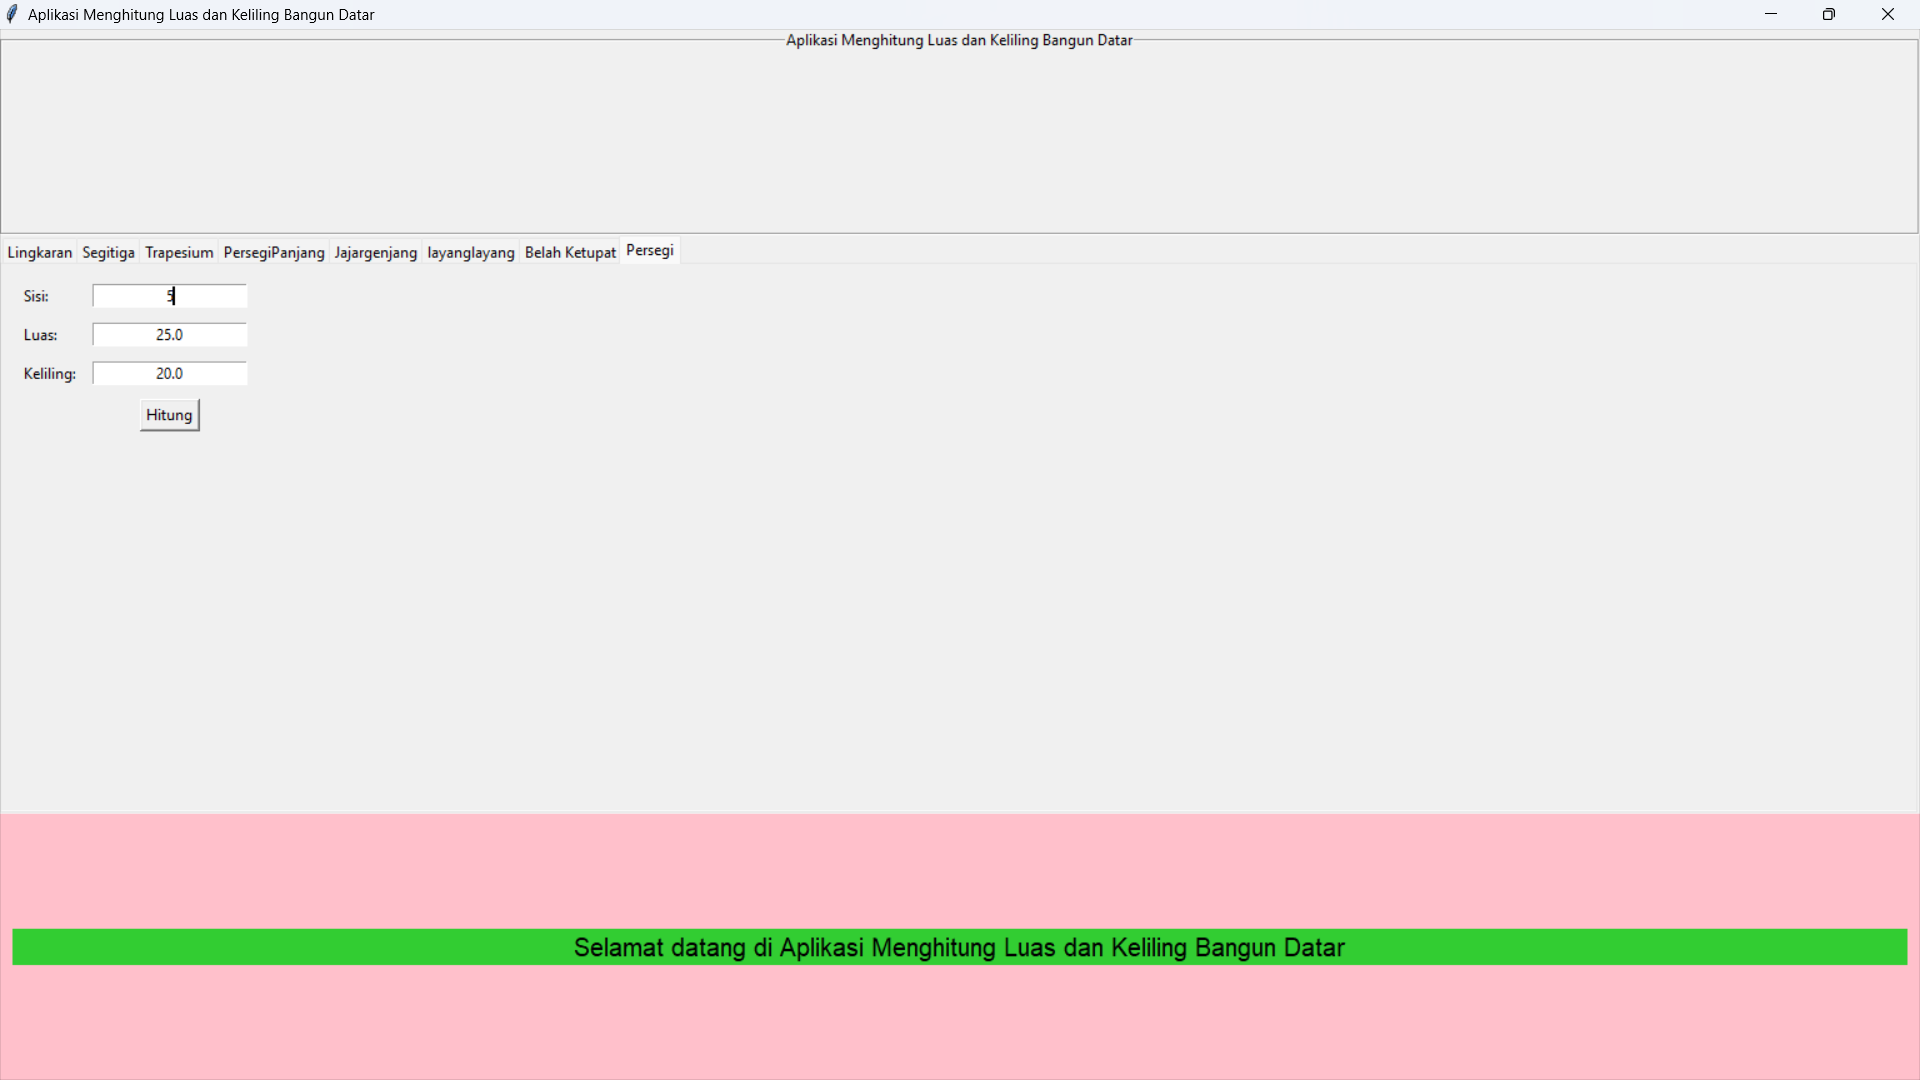 Aplikasi Menghitung Luas dan Keliling Bangun Datar
Aplikasi Menghitung Luas dan Keliling Bangun Datar
Lingkaran Segitiga Trapesium PersegiPanjang Jajargenjang layanglayang Belah Ketupat Persegi
Sisi: 5
Luas: 25.0
Keliling: 20.0
Hitung
Selamat datang di Aplikasi Menghitung Luas dan Keliling Bangun Datar